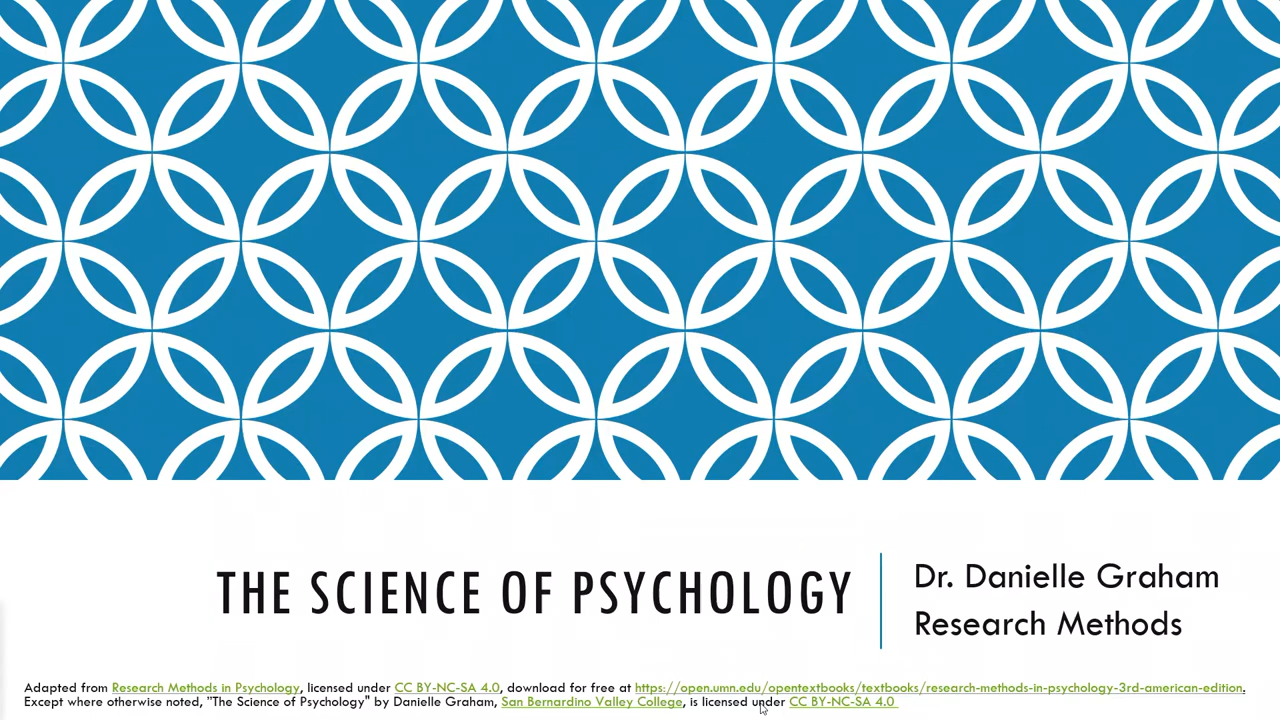 THE SCIENCE OF PSYCHOLOGY
Dr. Danielle Graham
Research Methods
Adapted from Research Methods in Psychology, licensed under CC BY-NC-SA 4.0, download for free at https://open.umn.edu/opentextbooks/textbooks/research-methods-in-psychology-3rd-american-edition.
Except where otherwise noted, "The Science of Psychology" by Danielle Graham, San Bernardino Valley College, is licensed under CC BY-NC-SA 4.0